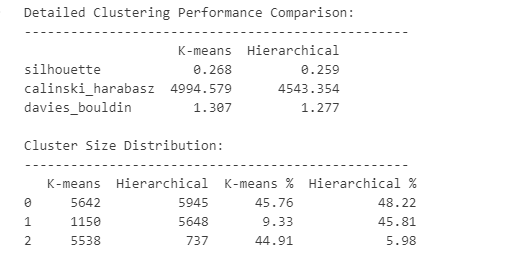 Detailed Clustering Performance Comparison:
--------------------------------------------------
K-means Hierarchical
silhouette 0.268 0.259
calinski_harabasz 4994.579 4543.354
davies_bouldin 1.307 1.277
Cluster Size Distribution:
--------------------------------------------------
K-means Hierarchical K-means % Hierarchical %
0 5642 5945 45.76 48.22
1 1150 5648 9.33 45.81
2 5538 737 44.91 5.98